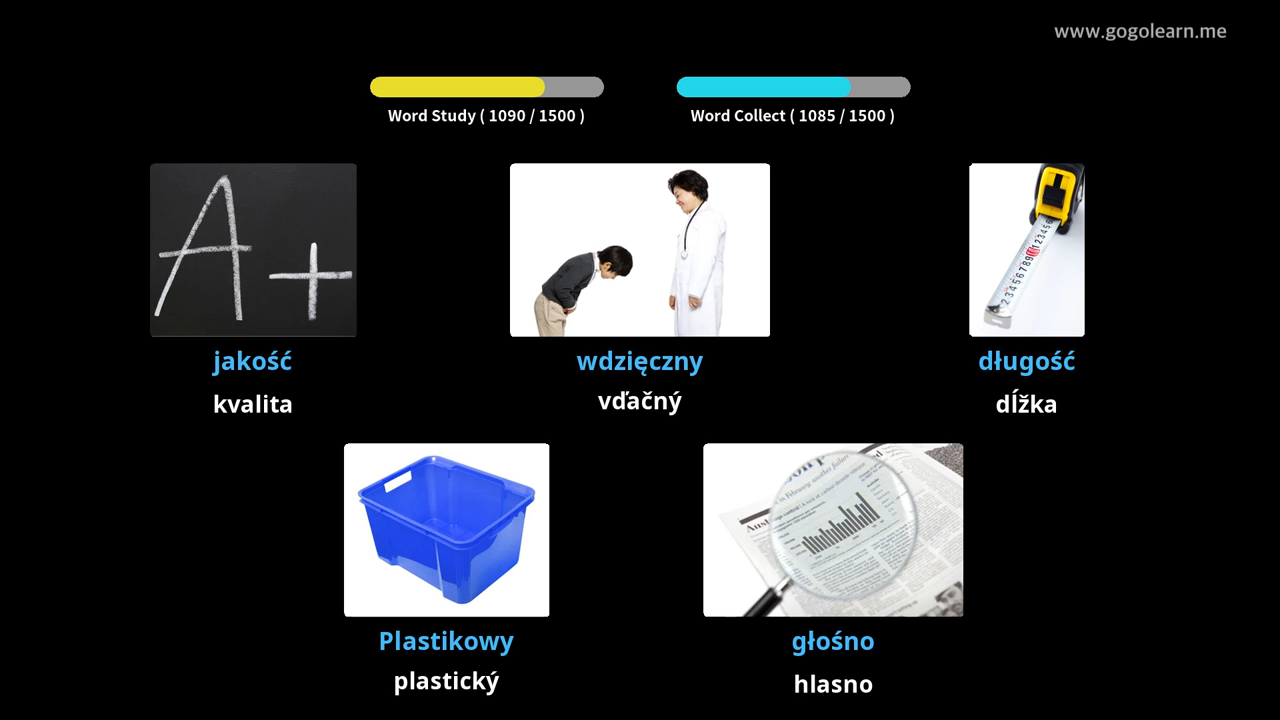 www.gogolearn.me
Word Study ( 1090 / 1500 )
Word Collect ( 1085 / 1500 )
A+
jakość
wdzięczny
długość
kvalita
vďačný
dĺžka
Plastikowy
głośno
plastický
hlasno